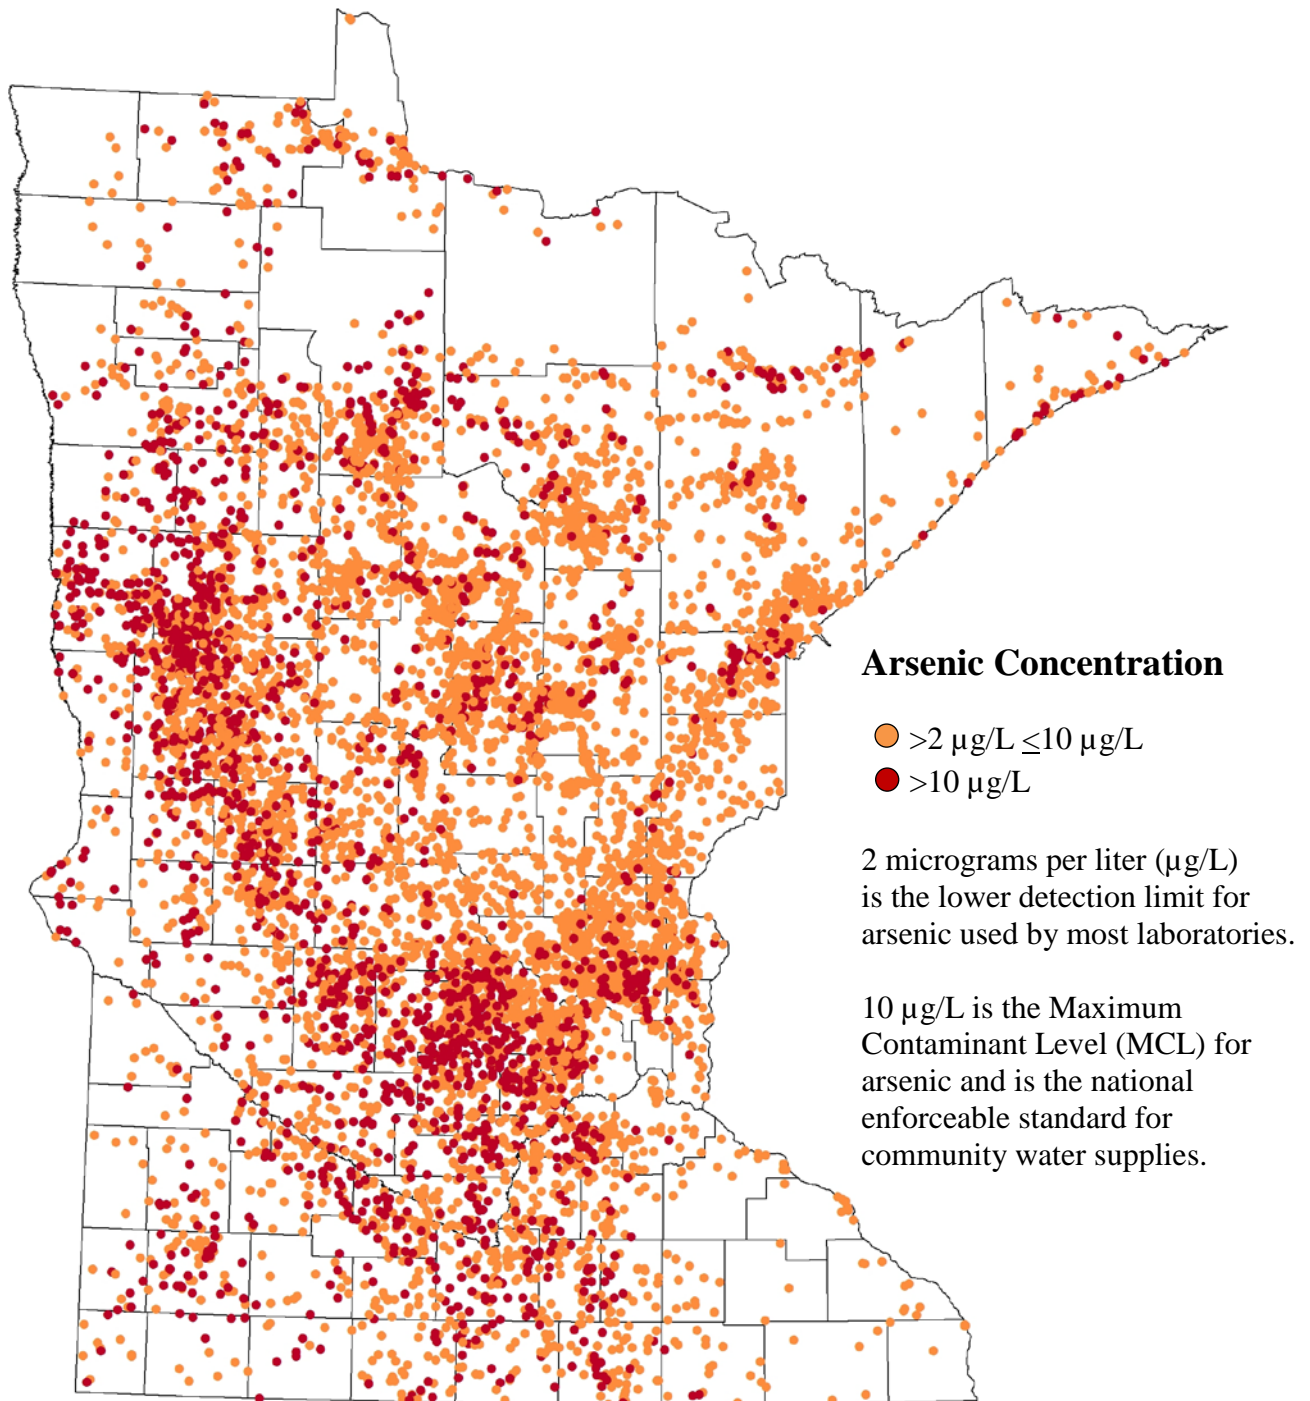 Arsenic Concentration
>2 µg/L ≤10 µg/L
>10 µg/L
2 micrograms per liter (µg/L)
is the lower detection limit for
arsenic used by most laboratories.
10 µg/L is the Maximum
Contaminant Level (MCL) for
arsenic and is the national
enforceable standard for
community water supplies.